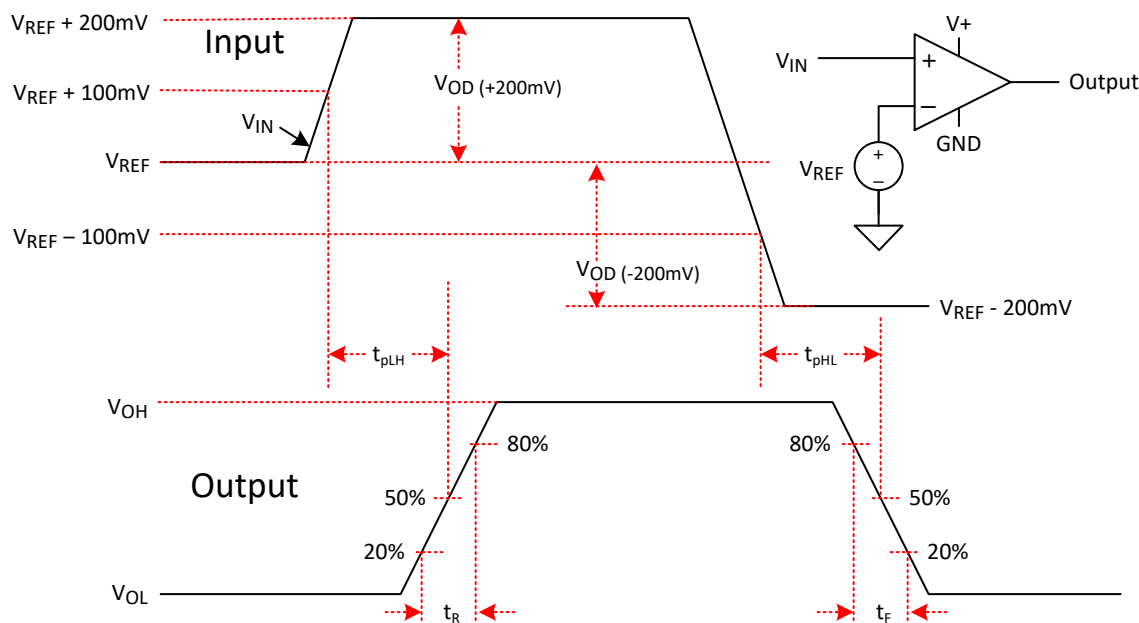 VREF + 200mV
Input
V+
VIN
+
Output
VOD (+200mV)
VREF + 100mV
−
VIN
GND
VREF
VREF
+
−
VREF – 100mV
VOD (-200mV)
VREF - 200mV
tpLH
tpHL
VOH
80%
80%
Output
50%
50%
20%
20%
VOL
tR
tF